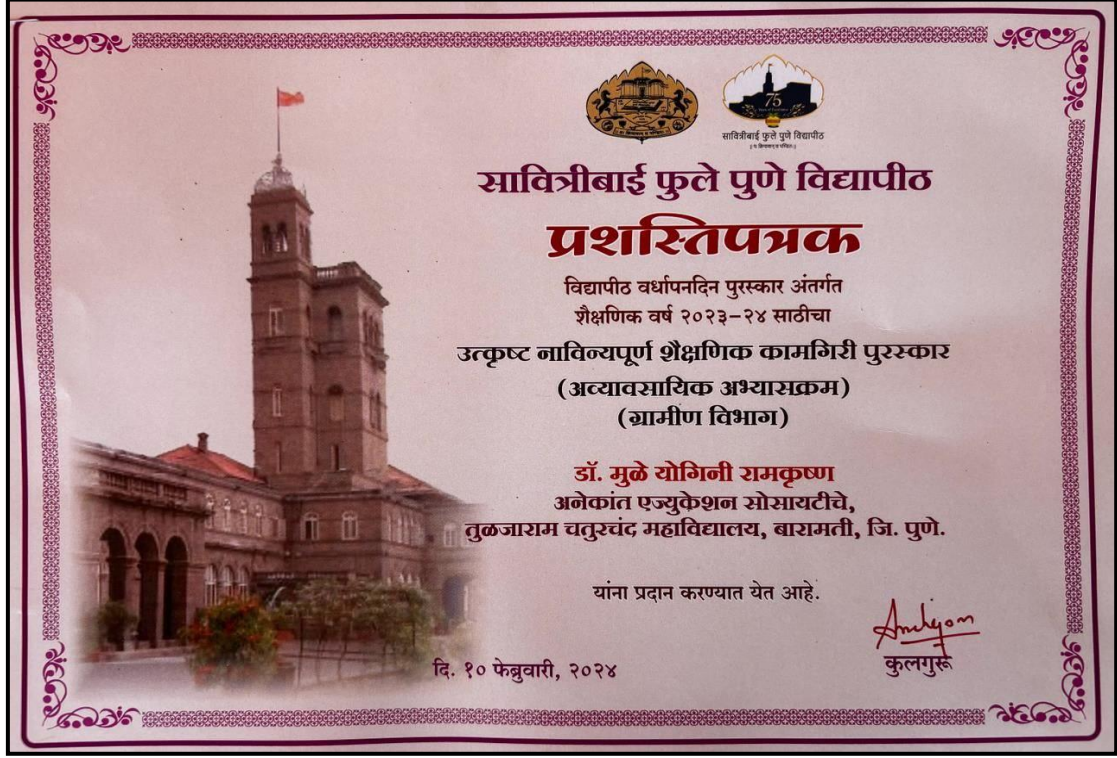 75
सावित्रीबाई फुले पुणे विद्यापीठ
सावित्रीबाई फुले पुणे विद्यापीठ
प्रशस्तिपत्रक
विद्यापीठ वर्धापनदिन पुरस्कार अंतर्गत
शैक्षणिक वर्ष २०२३–२४ साठीचा
उत्कृष्ट नाविन्यपूर्ण शैक्षणिक कामगिरी पुरस्कार
(अव्यावसायिक अभ्यासक्रम)
(ग्रामीण विभाग)
डॉ. मुळे योगिनी रामकृष्ण
अनेकांत एज्युकेशन सोसायटीचे,
तुळजाराम चतुरचंद महाविद्यालय, बारामती, जि. पुणे.
यांना प्रदान करण्यात येत आहे.
दि. १० फेब्रुवारी, २०२४
कुलगुरू